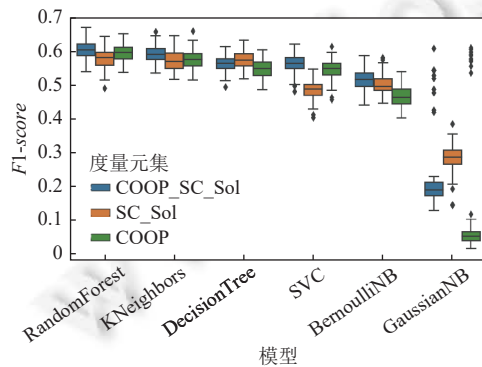 F1-score
0.7
0.6
0.5
0.4
0.3
0.2
0.1
0
度量元集
COOP_SC_Sol
SC_Sol
COOP
RandomForest
KNeighbors
DecisionTree
SVC
BernoulliNB
GaussianNB
模型